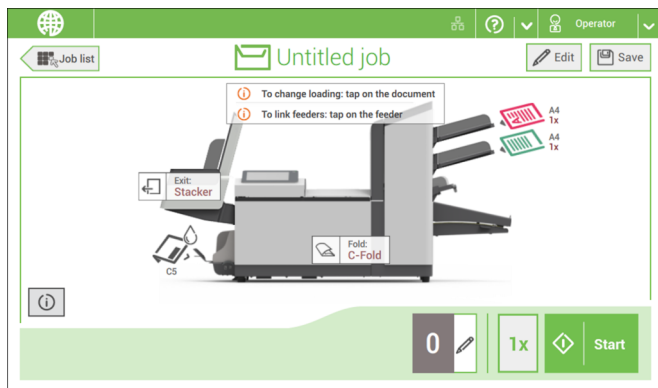 Operator
Job list
Untitled job
Edit
Save
To change loading: tap on the document
To link feeders: tap on the feeder
A4
1x
A4
1x
Exit:
Stacker
Fold:
C-Fold
C5
0
1x
Start